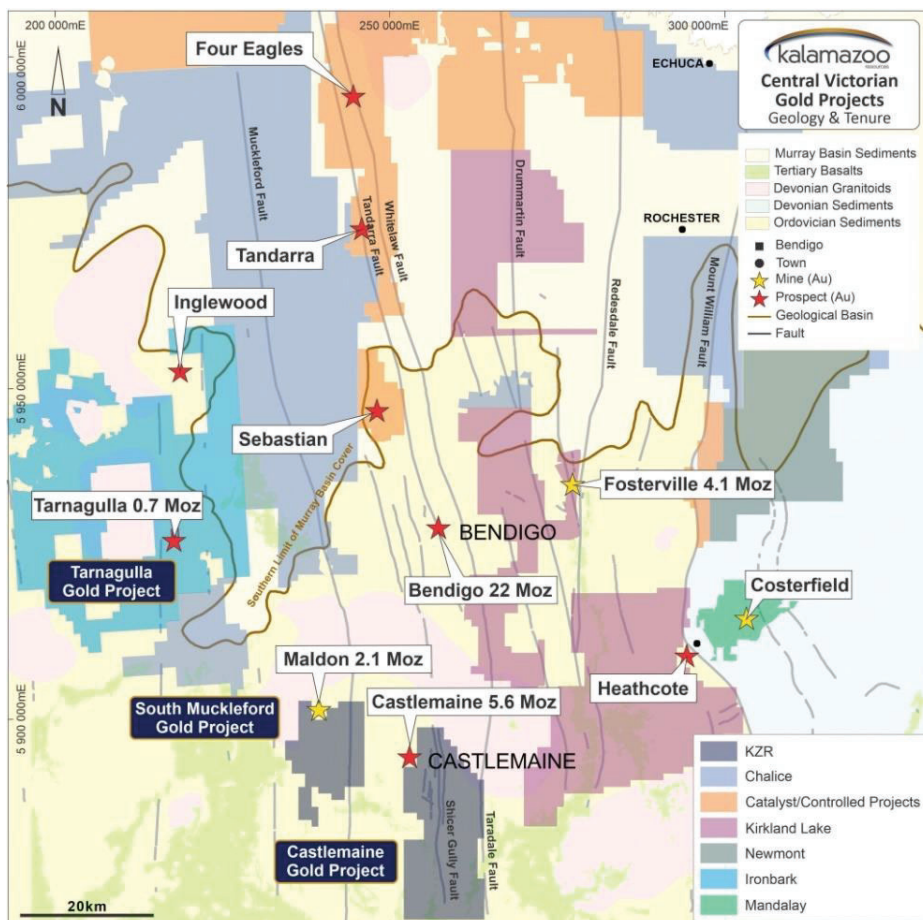 200 000mE
250 000mE
300 000mE
6 000 000mE
5 950 000mE
5 900 000mE
N
kalamazoo
resources
Central Victorian
Gold Projects
Geology & Tenure
Murray Basin Sediments
Tertiary Basalts
Devonian Granitoids
Devonian Sediments
Ordovician Sediments
Bendigo
Town
Mine (Au)
Prospect (Au)
Geological Basin
Fault
Four Eagles
ECHUCA
Muckleford Fault
Tandarra Fault
Whitelaw Fault
Drummartin Fault
Redesdale Fault
Mount William Fault
ROCHESTER
Tandarra
Inglewood
Sebastian
Southern Limit of Murray Basin Cover
Fosterville 4.1 Moz
Tarnagulla 0.7 Moz
BENDIGO
Tarnagulla
Gold Project
Bendigo 22 Moz
Costerfield
Maldon 2.1 Moz
Heathcote
South Muckleford
Gold Project
Castlemaine 5.6 Moz
CASTLEMAINE
Shicer Gully Fault
Taradale Fault
Castlemaine
Gold Project
KZR
Chalice
Catalyst/Controlled Projects
Kirkland Lake
Newmont
Ironbark
Mandalay
20km